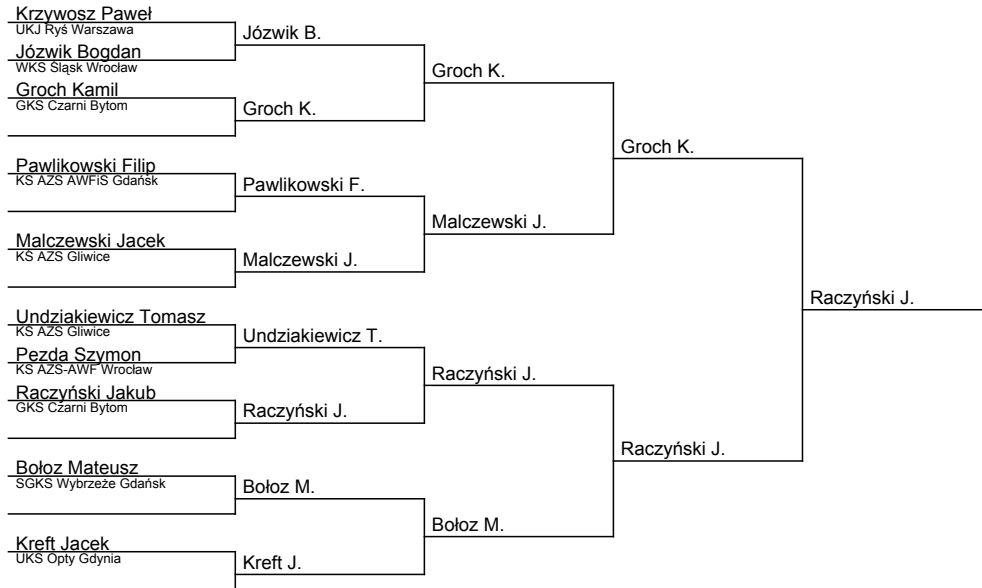 Krzywosz Paweł
UKJ Ryś Warszawa
Józwik Bogdan
WKS Śląsk Wrocław
Groch Kamil
GKS Czarni Bytom
Pawlikowski Filip
KS AZS AWFiS Gdańsk
Malczewski Jacek
KS AZS Gliwice
Undziakiewicz Tomasz
KS AZS Gliwice
Pezda Szymon
KS AZS-AWF Wrocław
Raczyński Jakub
GKS Czarni Bytom
Bołoz Mateusz
SGKS Wybrzeże Gdańsk
Kreft Jacek
UKS Opty Gdynia
Józwik B.
Groch K.
Pawlikowski F.
Malczewski J.
Undziakiewicz T.
Raczyński J.
Bołoz M.
Kreft J.
Groch K.
Malczewski J.
Raczyński J.
Bołoz M.
Groch K.
Raczyński J.
Raczyński J.